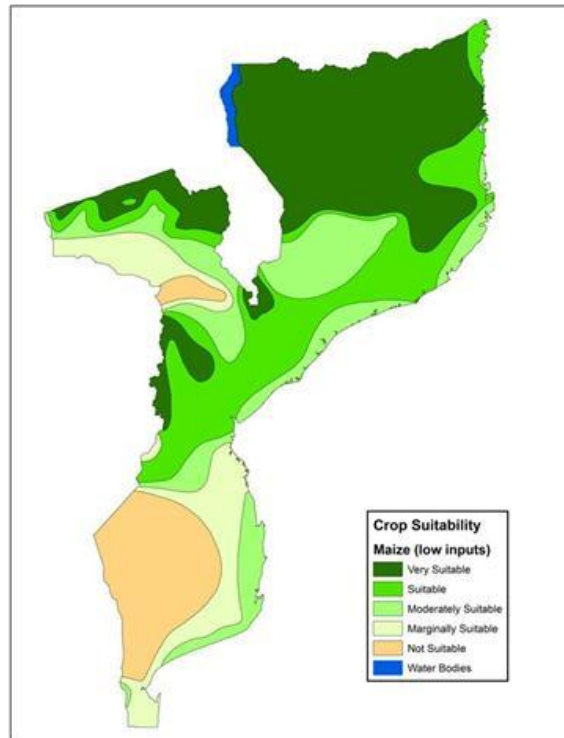 Crop Suitability
Maize (low inputs)
Very Suitable
Suitable
Moderately Suitable
Marginally Suitable
Not Suitable
Water Bodies